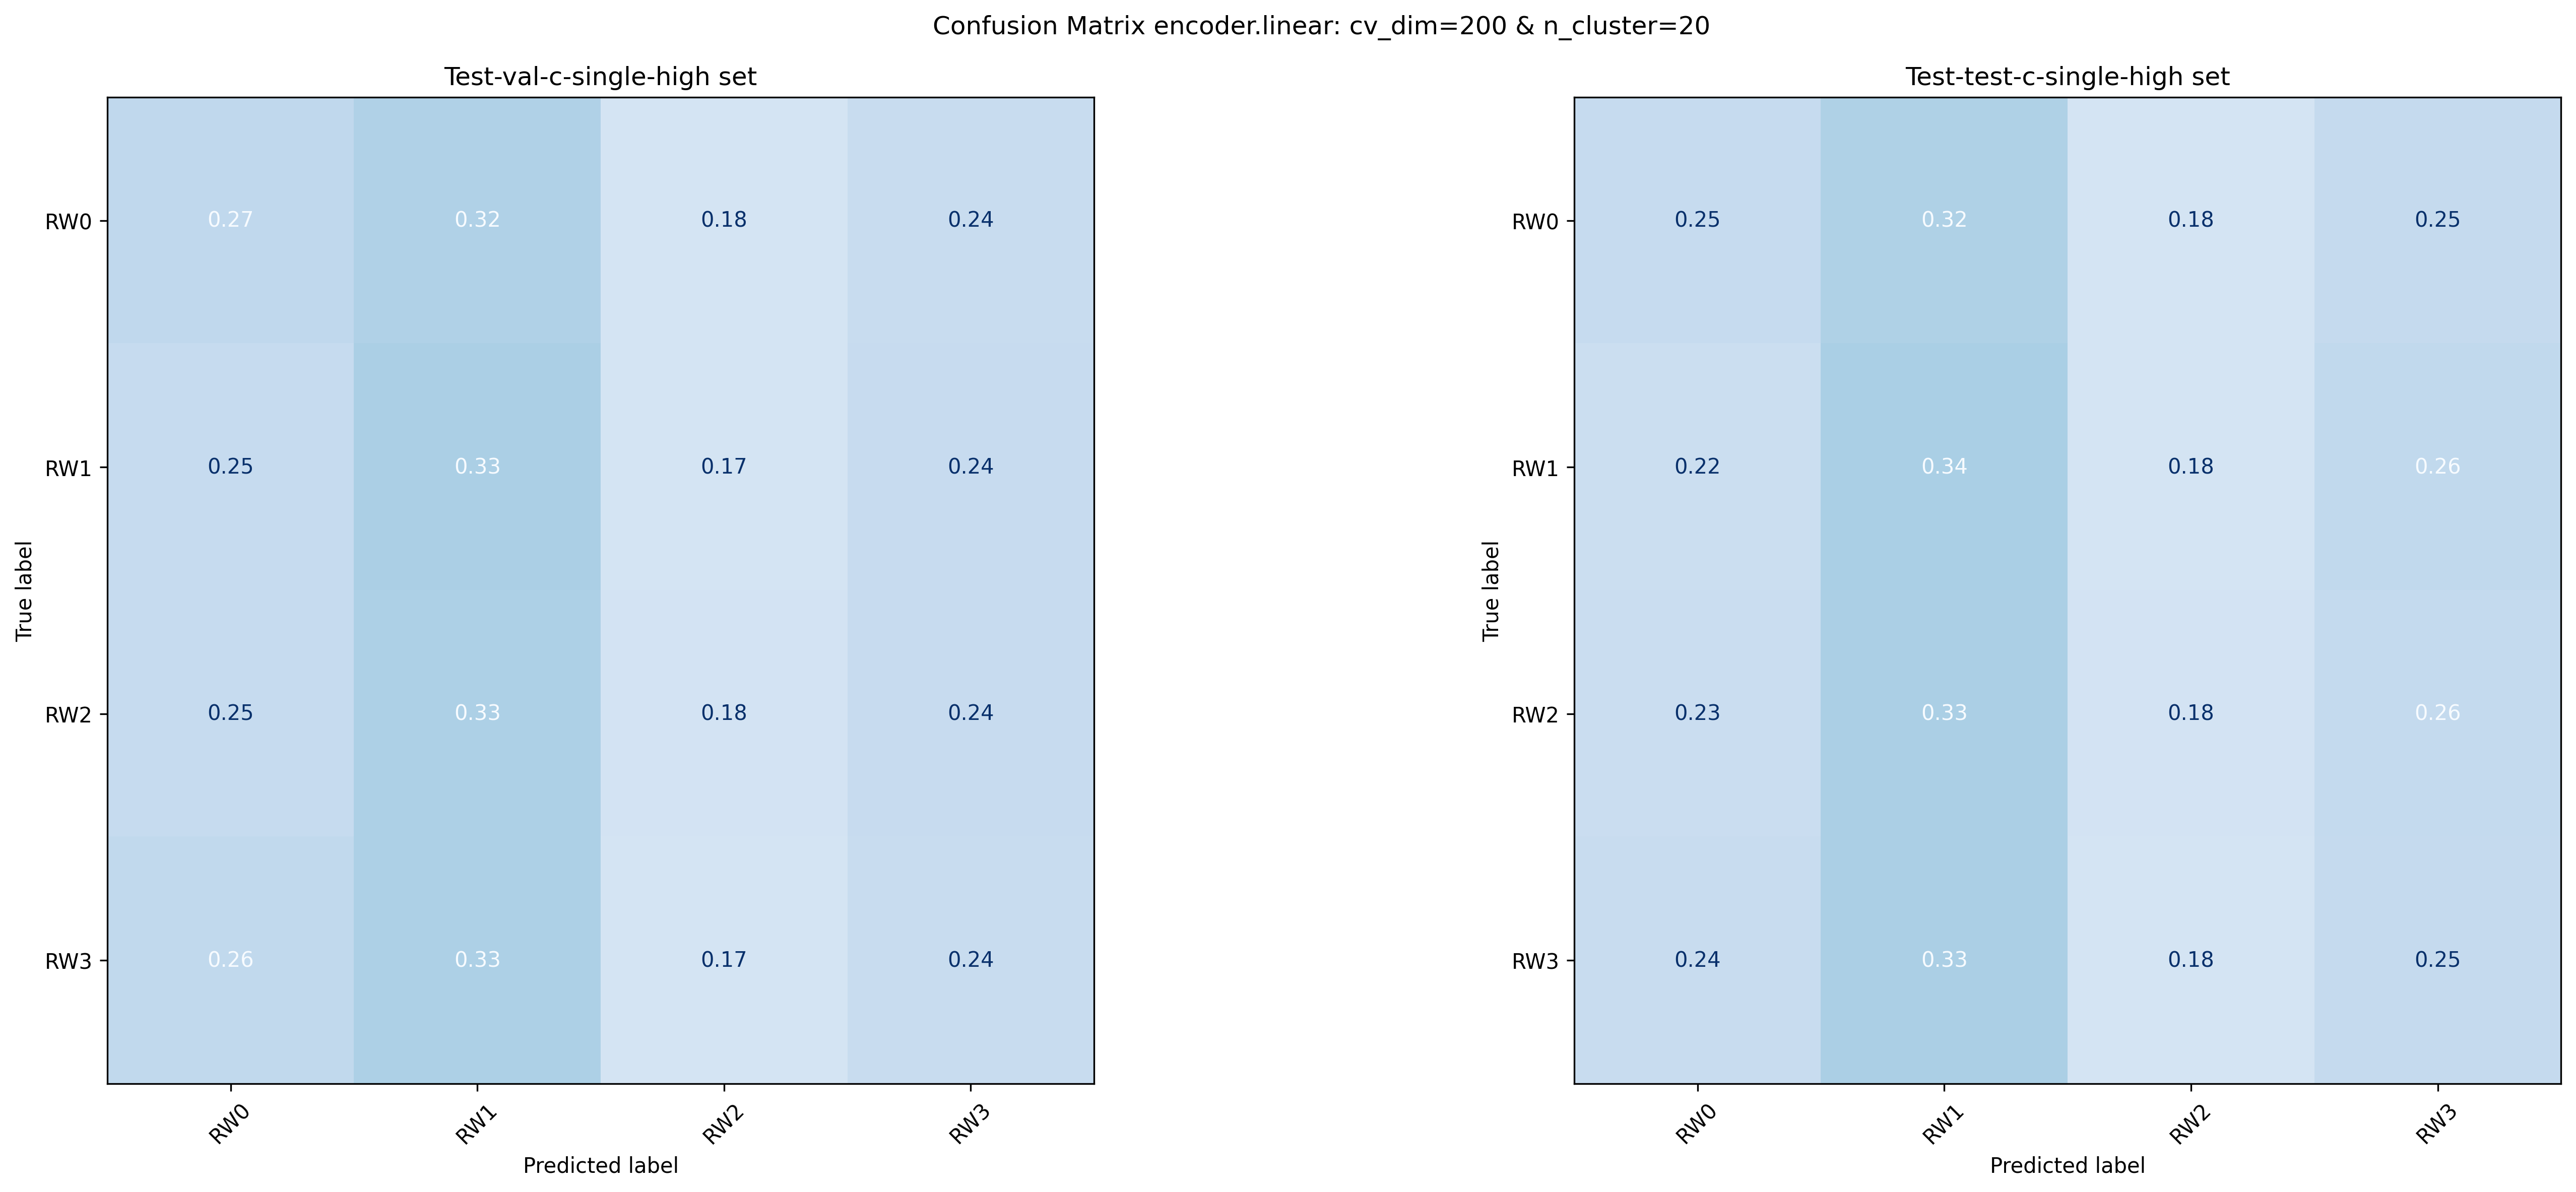 Confusion Matrix encoder.linear: cv_dim=200 & n_cluster=20
Test-val-c-single-high set
True label
RW0 0.27 0.32 0.18 0.24
RW1 0.25 0.33 0.17 0.24
RW2 0.25 0.33 0.18 0.24
RW3 0.26 0.33 0.17 0.24
RW0 RW1 RW2 RW3
Predicted label
Test-test-c-single-high set
True label
RW0 0.25 0.32 0.18 0.25
RW1 0.22 0.34 0.18 0.26
RW2 0.23 0.33 0.18 0.26
RW3 0.24 0.33 0.18 0.25
RW0 RW1 RW2 RW3
Predicted label